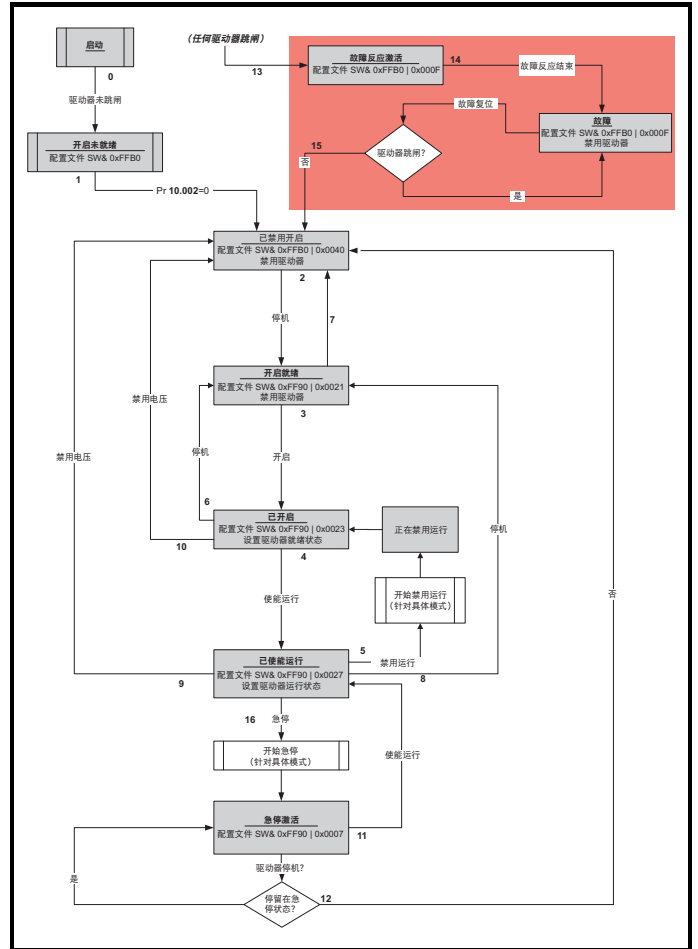 启动
0
驱动器未跳闸
开启未就绪
配置文件 SW& 0xFFB0
1
Pr 10.002=0
(任何驱动器跳闸)
13
故障反应激活
配置文件 SW& 0xFFB0 | 0x000F
14
故障反应结束
故障复位
故障
配置文件 SW& 0xFFB0 | 0x000F
禁用驱动器
15
驱动器跳闸?
否
是
已禁用开启
配置文件 SW& 0xFFB0 | 0x0040
禁用驱动器
2
停机
7
开启就绪
配置文件 SW& 0xFF90 | 0x0021
禁用驱动器
3
禁用电压
禁用电压
停机
开启
6
已开启
配置文件 SW& 0xFF90 | 0x0023
设置驱动器就绪状态
10
4
正在禁用运行
停机
开始禁用运行
(针对具体模式)
使能运行
否
5
已使能运行
配置文件 SW& 0xFF90 | 0x0027
设置驱动器运行状态
禁用运行
9
8
16
急停
开始急停
(针对具体模式)
使能运行
急停激活
配置文件 SW& 0xFF90 | 0x0007
11
驱动器停机?
是
停留在急
停状态?
12